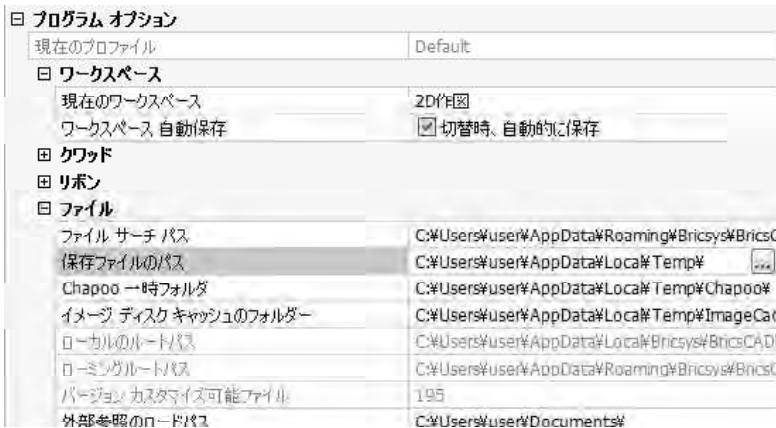 プログラム オプション
現在のプロファイル Default
ワークスペース
現在のワークスペース 2D作図
ワークスペース 自動保存 切替時、自動的に保存
クワッド
リボン
ファイル
ファイル サーチ パス C:¥Users¥user¥AppData¥Roaming¥Bricsys¥BricsC
保存ファイルのパス C:¥Users¥user¥AppData¥Local¥Temp¥ ...
Chapoo 一時フォルダ C:¥Users¥user¥AppData¥Local¥Temp¥Chapoo¥
イメージ ディスク キャッシュのフォルダー C:¥Users¥user¥AppData¥Local¥Temp¥ImageCac
ローカルのルートパス C:¥Users¥user¥AppData¥Local¥Bricsys¥BricsCAD
ローミングルートパス C:¥Users¥user¥AppData¥Roaming¥Bricsys¥BricsC
バージョン カスタマイズ可能ファイル 195
外部参照のロードパス C:¥Users¥user¥Documents¥